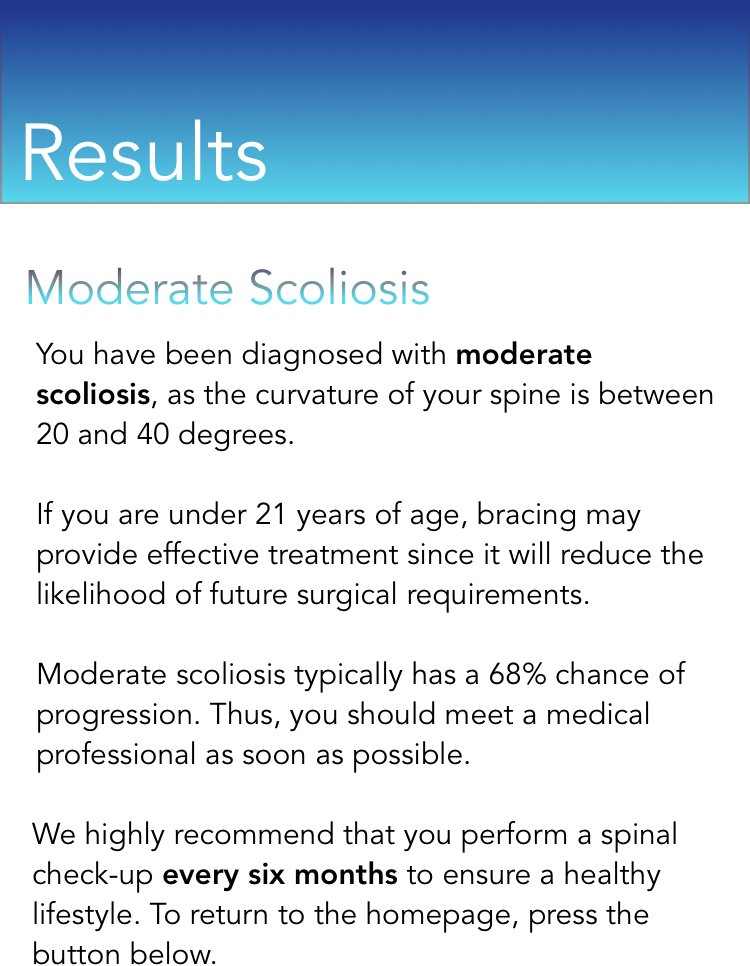 Results
Moderate Scoliosis
You have been diagnosed with moderate
scoliosis, as the curvature of your spine is between
20 and 40 degrees.
If you are under 21 years of age, bracing may
provide effective treatment since it will reduce the
likelihood of future surgical requirements.
Moderate scoliosis typically has a 68% chance of
progression. Thus, you should meet a medical
professional as soon as possible.
We highly recommend that you perform a spinal
check-up every six months to ensure a healthy
lifestyle. To return to the homepage, press the
button below.